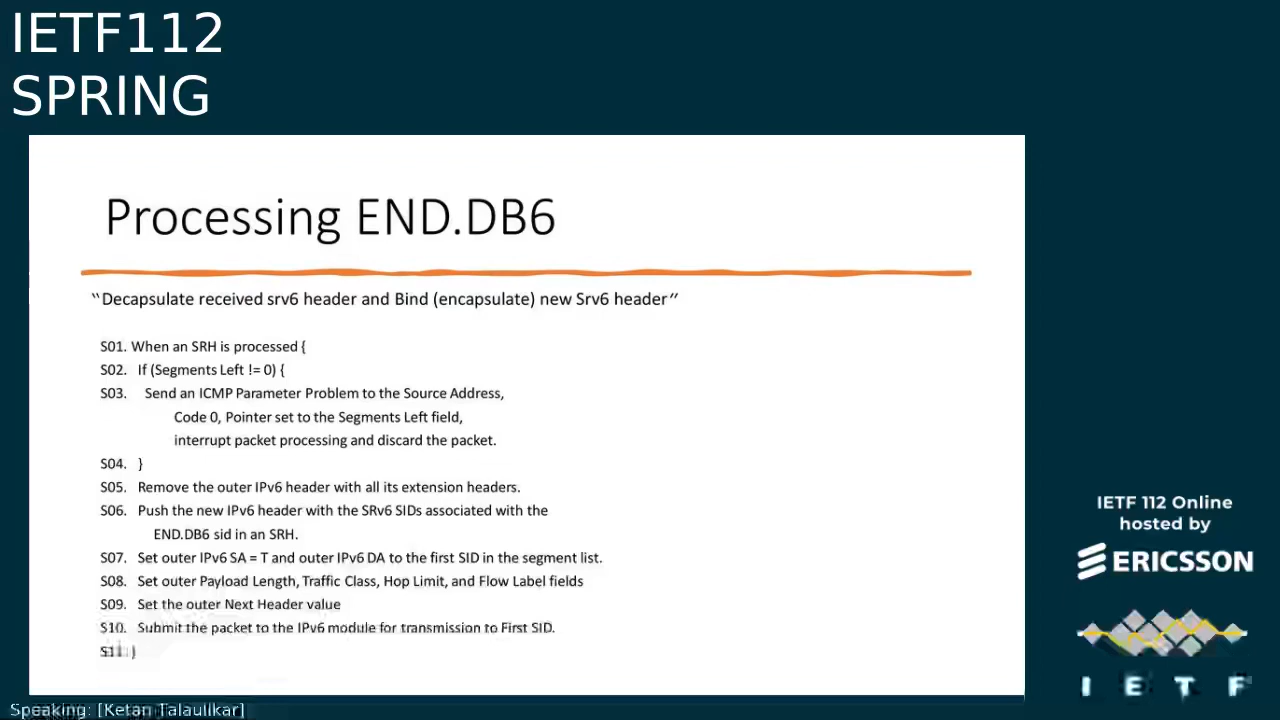 IETF112
SPRING
Processing END.DB6
‶Decapsulate received srv6 header and Bind (encapsulate) new Srv6 header″
S01. When an SRH is processed {
S02. If (Segments Left != 0) {
S03. Send an ICMP Parameter Problem to the Source Address,
Code 0, Pointer set to the Segments Left field,
interrupt packet processing and discard the packet.
S04. }
S05. Remove the outer IPv6 header with all its extension headers.
S06. Push the new IPv6 header with the SRv6 SIDs associated with the
END.DB6 sid in an SRH.
S07. Set outer IPv6 SA = T and outer IPv6 DA to the first SID in the segment list.
S08. Set outer Payload Length, Traffic Class, Hop Limit, and Flow Label fields
S09. Set the outer Next Header value
S10. Submit the packet to the IPv6 module for transmission to First SID.
S11. }
IETF 112 Online
hosted by
ERICSSON
I E T F
Speaking: [Ketan Talaulikar]